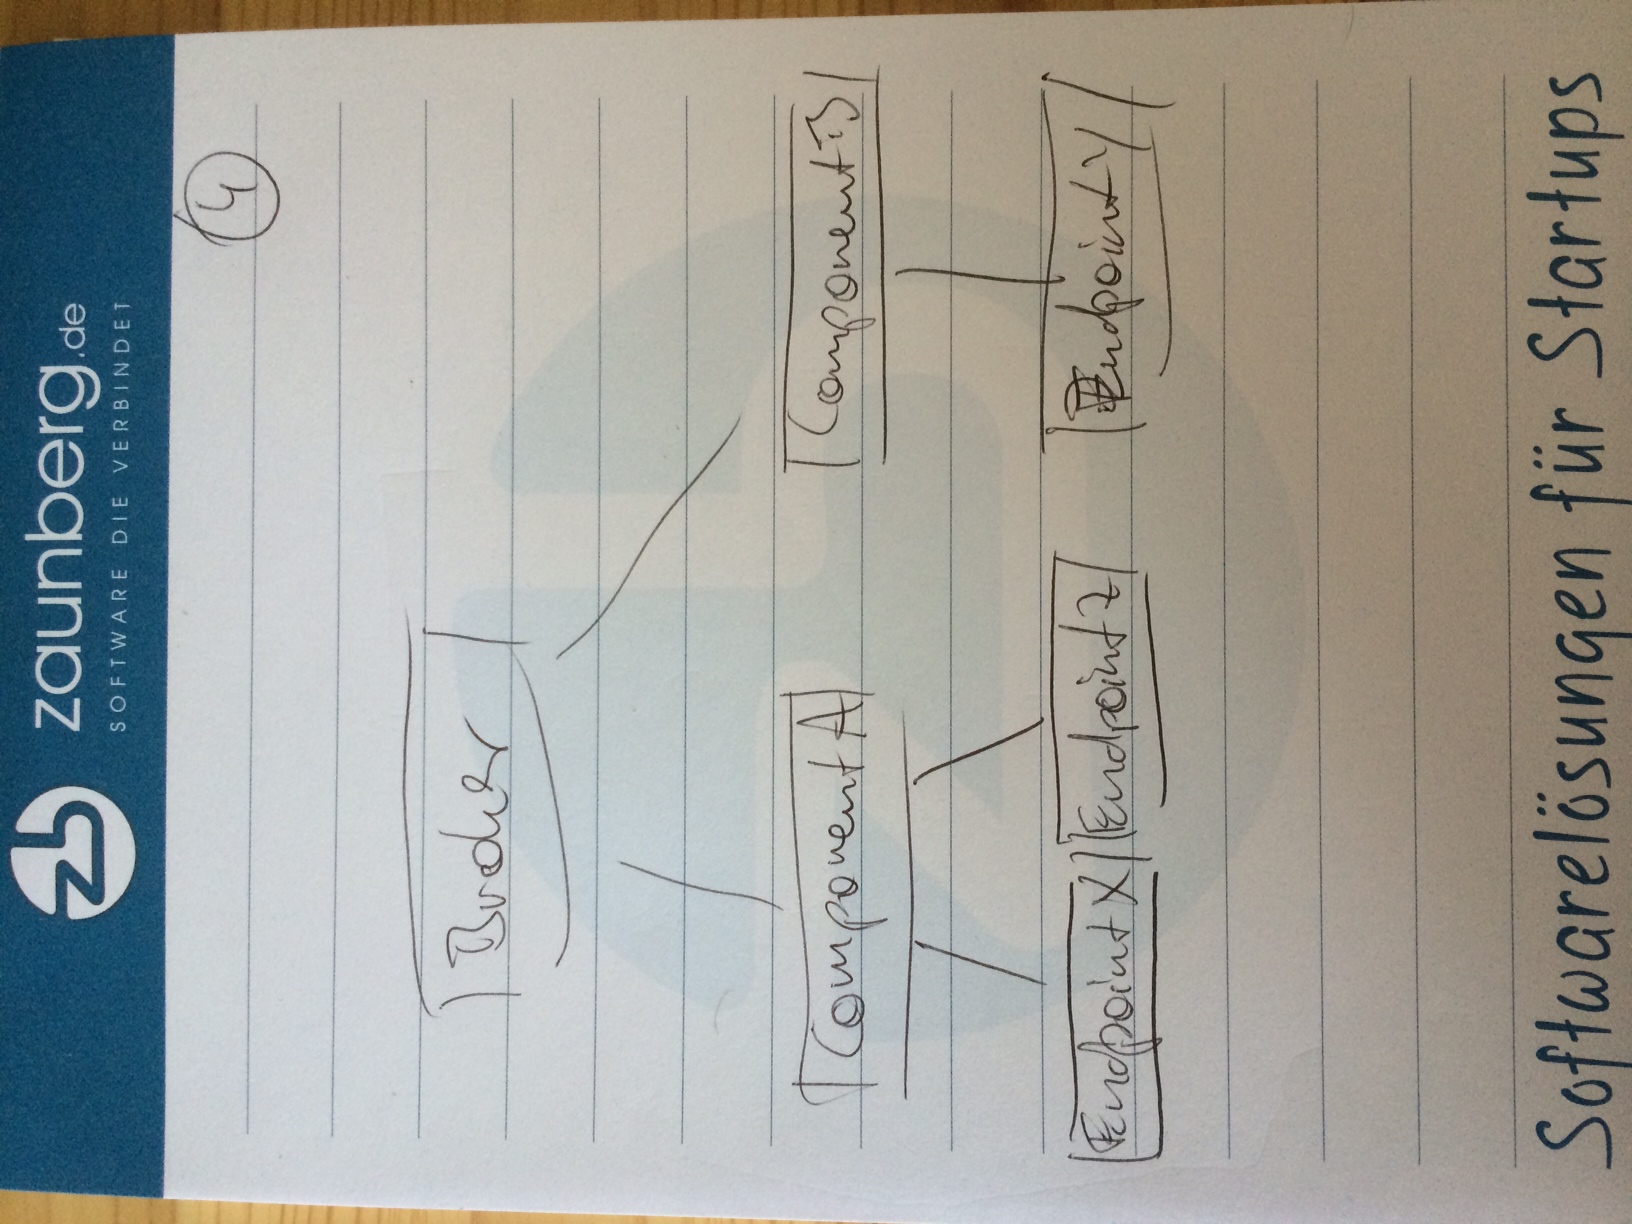 zaunberg.de
SOFTWARE DIE VERBINDET
4
Broker
Component A
Component B
Endpoint X
Endpoint Z
Endpoint Y
Softwarelösungen für Startups